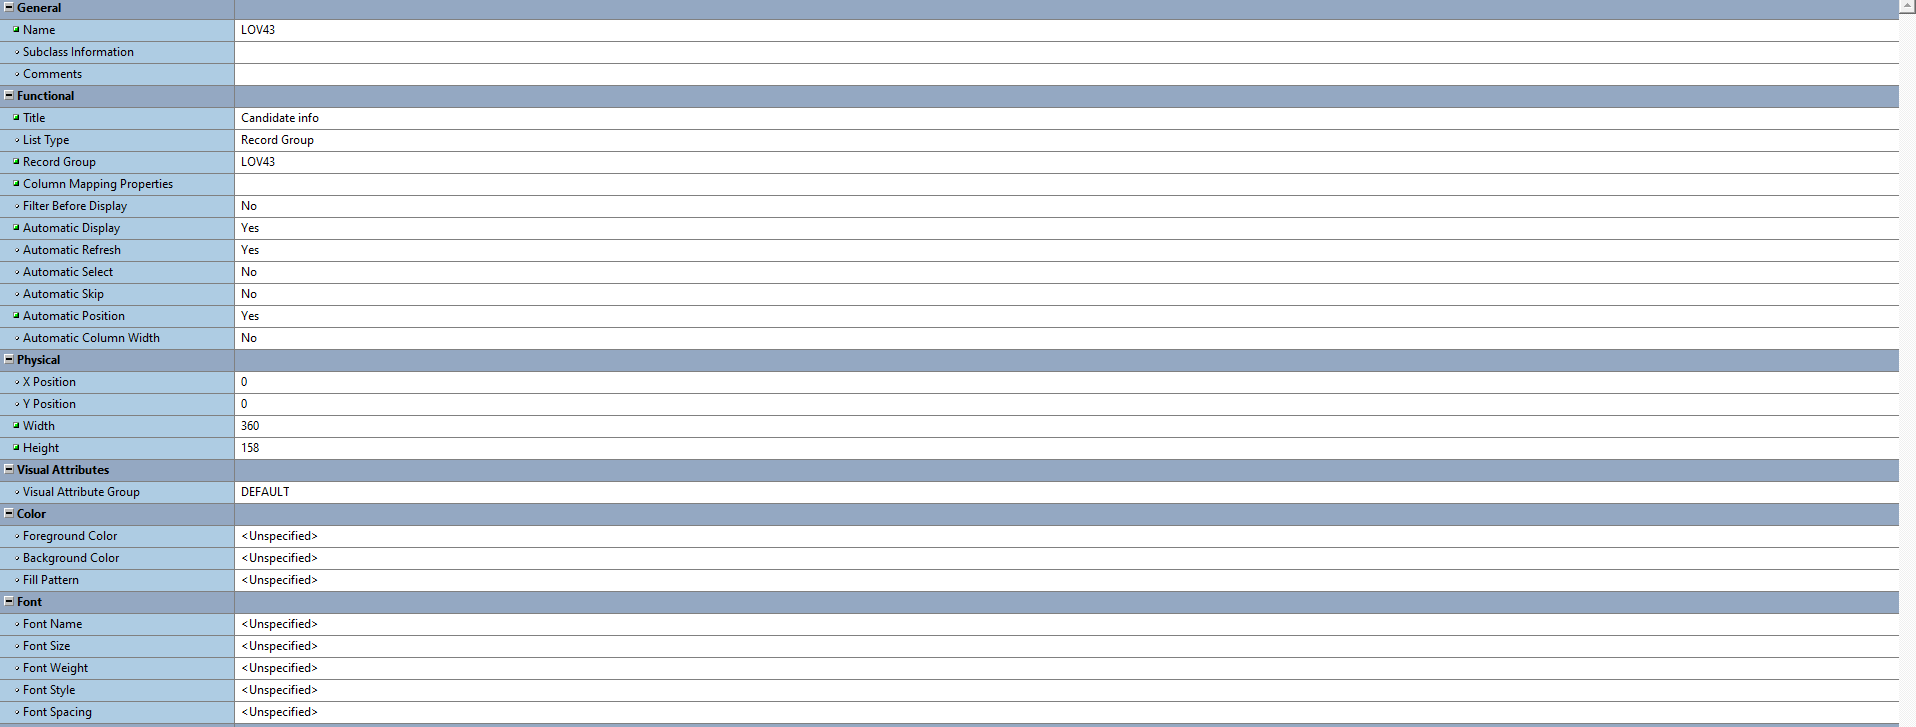 General
Name LOV43
Subclass Information
Comments
Functional
Title Candidate info
List Type Record Group
Record Group LOV43
Column Mapping Properties
Filter Before Display No
Automatic Display Yes
Automatic Refresh Yes
Automatic Select No
Automatic Skip No
Automatic Position Yes
Automatic Column Width No
Physical
X Position 0
Y Position 0
Width 360
Height 158
Visual Attributes
Visual Attribute Group DEFAULT
Color
Foreground Color <Unspecified>
Background Color <Unspecified>
Fill Pattern <Unspecified>
Font
Font Name <Unspecified>
Font Size <Unspecified>
Font Weight <Unspecified>
Font Style <Unspecified>
Font Spacing <Unspecified>